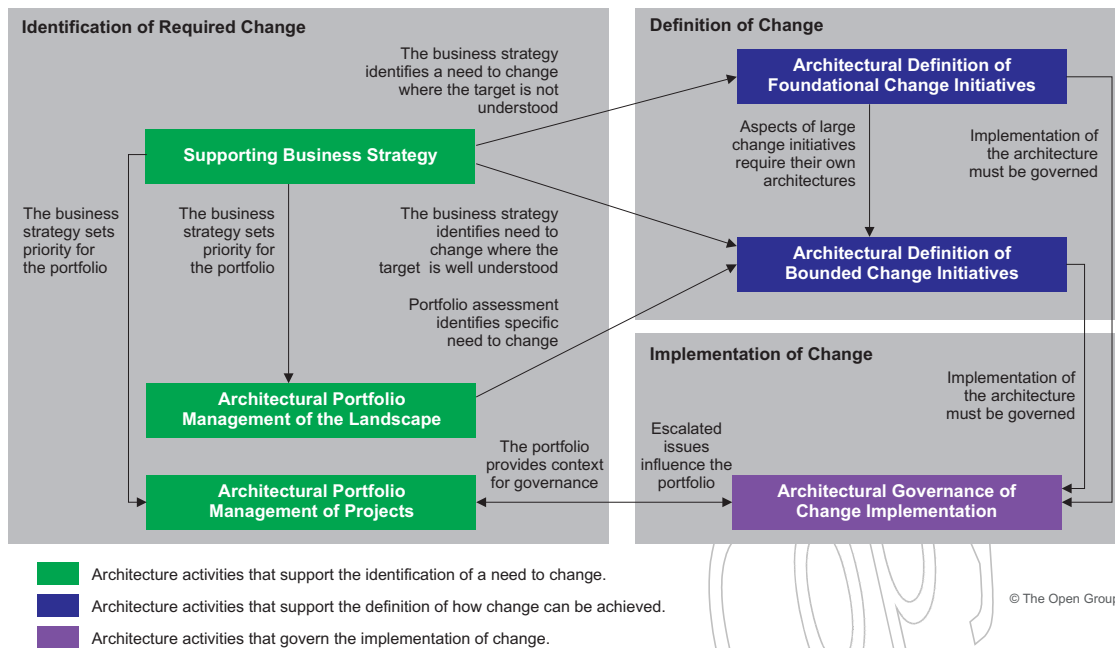 Identification of Required Change
The business strategy
identifies a need to change
where the target is not
understood
Supporting Business Strategy
The business
strategy sets
priority for
the portfolio
The business
strategy sets
priority for
the portfolio
The business strategy
identifies need to
change where the
target is well understood
Portfolio assessment
identifies specific
need to change
Architectural Portfolio
Management of the Landscape
The portfolio
provides context
for governance
Architectural Portfolio
Management of Projects
Definition of Change
Architectural Definition of
Foundational Change Initiatives
Aspects of large
change initiatives
require their own
architectures
Implementation of
the architecture
must be governed
Architectural Definition of
Bounded Change Initiatives
Implementation of Change
Implementation of
the architecture
must be governed
Escalated
issues
influence the
portfolio
Architectural Governance of
Change Implementation
Architecture activities that support the identification of a need to change.
Architecture activities that support the definition of how change can be achieved.
Architecture activities that govern the implementation of change.
© The Open Group